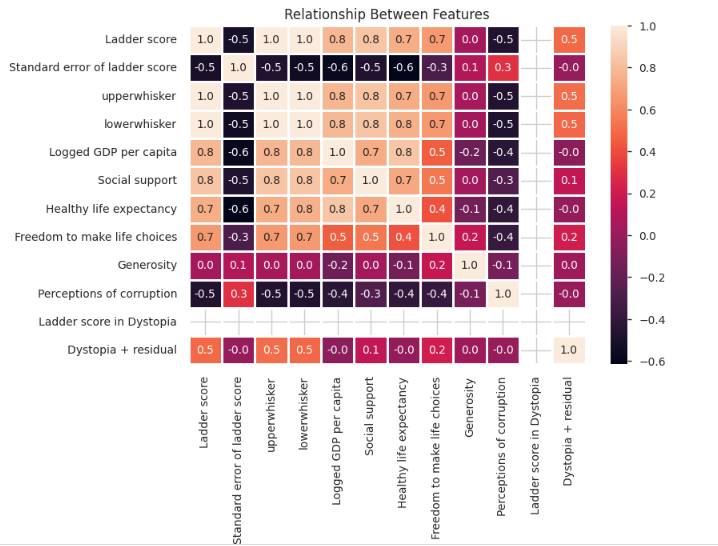 Relationship Between Features
Ladder score 1.0 -0.5 1.0 1.0 0.8 0.8 0.7 0.7 0.0 -0.5 0.5
Standard error of ladder score -0.5 1.0 -0.5 -0.5 -0.6 -0.5 -0.6 -0.3 0.1 0.3 -0.0
upperwhisker 1.0 -0.5 1.0 1.0 0.8 0.8 0.7 0.7 0.0 -0.5 0.5
lowerwhisker 1.0 -0.5 1.0 1.0 0.8 0.8 0.8 0.7 0.0 -0.5 0.5
Logged GDP per capita 0.8 -0.6 0.8 0.8 1.0 0.7 0.8 0.5 -0.2 -0.4 -0.0
Social support 0.8 -0.5 0.8 0.8 0.7 1.0 0.7 0.5 0.0 -0.3 0.1
Healthy life expectancy 0.7 -0.6 0.7 0.8 0.8 0.7 1.0 0.4 -0.1 -0.4 -0.0
Freedom to make life choices 0.7 -0.3 0.7 0.7 0.5 0.5 0.4 1.0 0.2 -0.4 0.2
Generosity 0.0 0.1 0.0 0.0 -0.2 0.0 -0.1 0.2 1.0 -0.1 0.0
Perceptions of corruption -0.5 0.3 -0.5 -0.5 -0.4 -0.3 -0.4 -0.4 -0.1 1.0 -0.0
Ladder score in Dystopia
Dystopia + residual 0.5 -0.0 0.5 0.5 -0.0 0.1 -0.0 0.2 0.0 -0.0 1.0
Ladder score
Standard error of ladder score
upperwhisker
lowerwhisker
Logged GDP per capita
Social support
Healthy life expectancy
Freedom to make life choices
Generosity
Perceptions of corruption
Ladder score in Dystopia
Dystopia + residual
1.0
0.8
0.6
0.4
0.2
0.0
−0.2
−0.4
−0.6